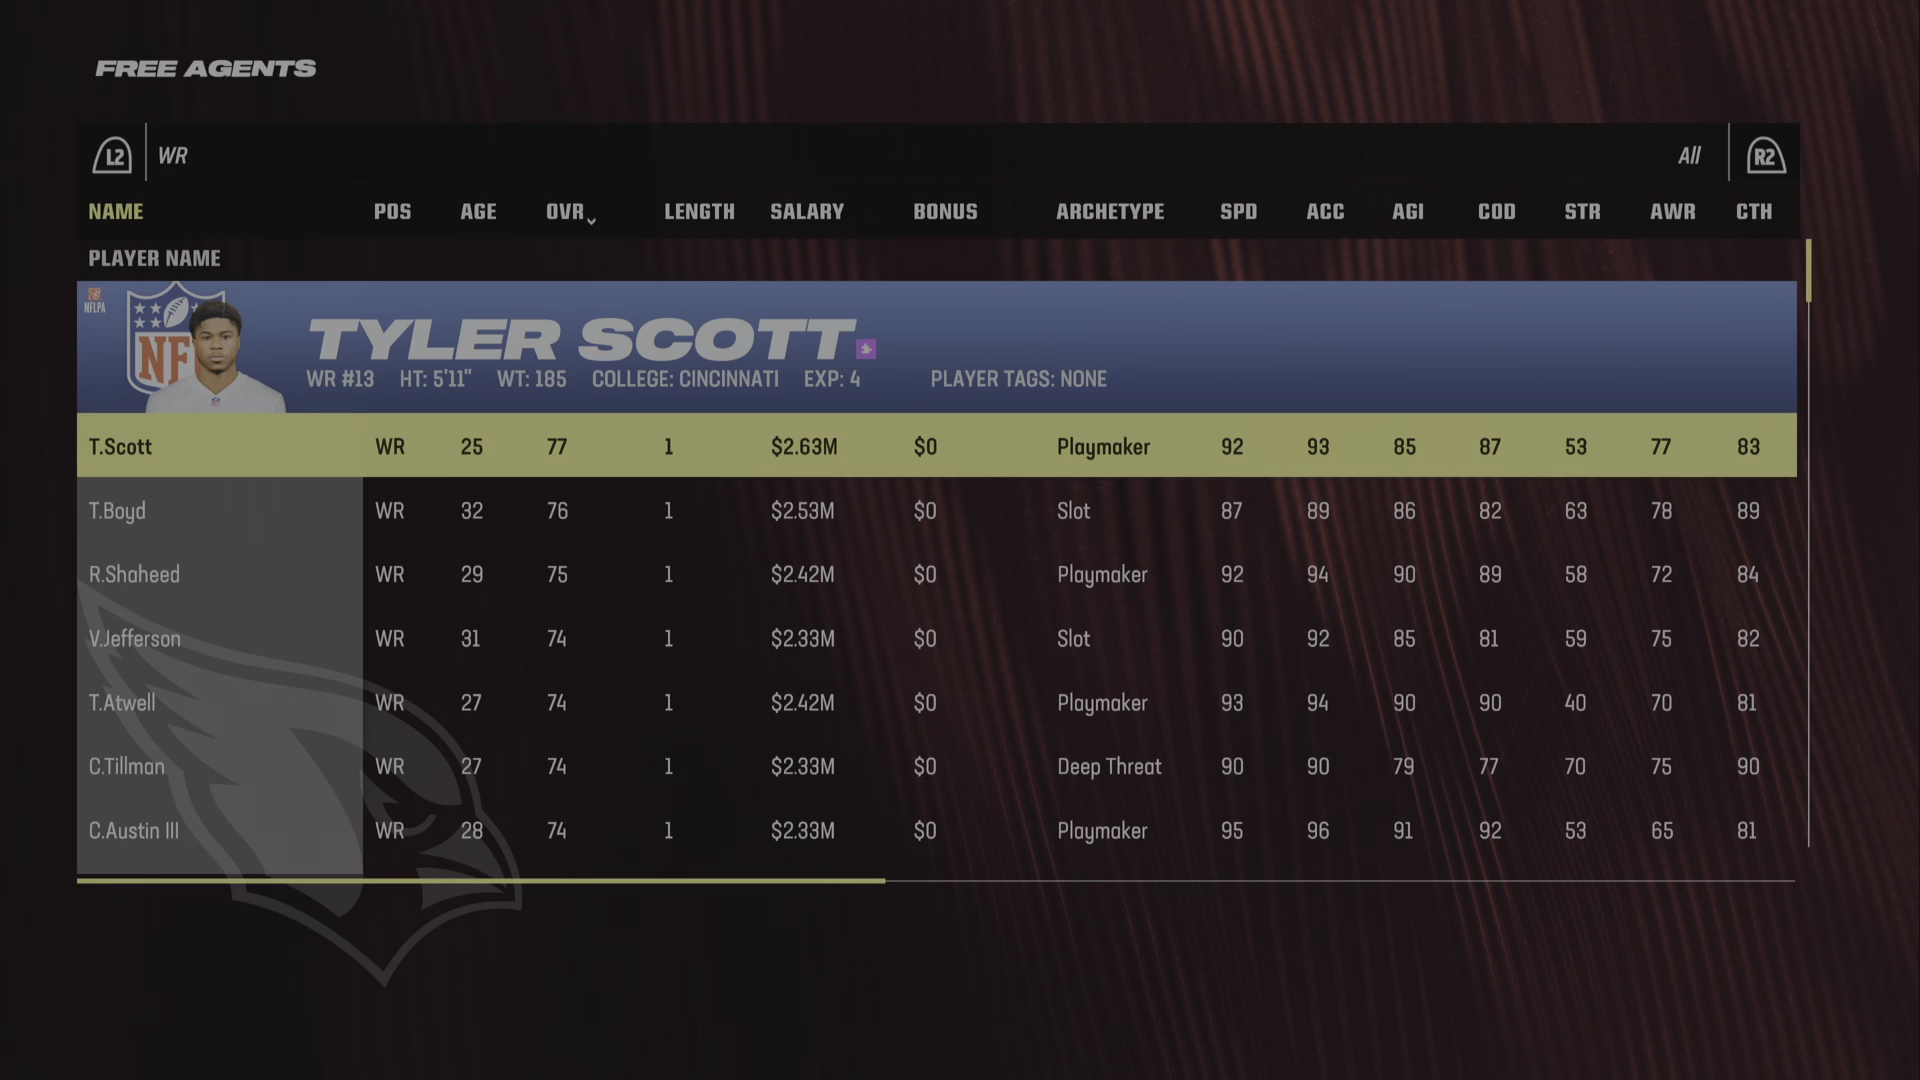 FREE AGENTS
L2 WR All R2
NAME POS AGE OVR LENGTH SALARY BONUS ARCHETYPE SPD ACC AGI COD STR AWR CTH
PLAYER NAME
NFLPA NF TYLER SCOTT
WR #13 HT: 5'11" WT: 185 COLLEGE: CINCINNATI EXP: 4 PLAYER TAGS: NONE
T.Scott WR 25 77 1 $2.63M $0 Playmaker 92 93 85 87 53 77 83
T.Boyd WR 32 76 1 $2.53M $0 Slot 87 89 86 82 63 78 89
R.Shaheed WR 29 75 1 $2.42M $0 Playmaker 92 94 90 89 58 72 84
V.Jefferson WR 31 74 1 $2.33M $0 Slot 90 92 85 81 59 75 82
T.Atwell WR 27 74 1 $2.42M $0 Playmaker 93 94 90 90 40 70 81
C.Tillman WR 27 74 1 $2.33M $0 Deep Threat 90 90 79 77 70 75 90
C.Austin III WR 28 74 1 $2.33M $0 Playmaker 95 96 91 92 53 65 81